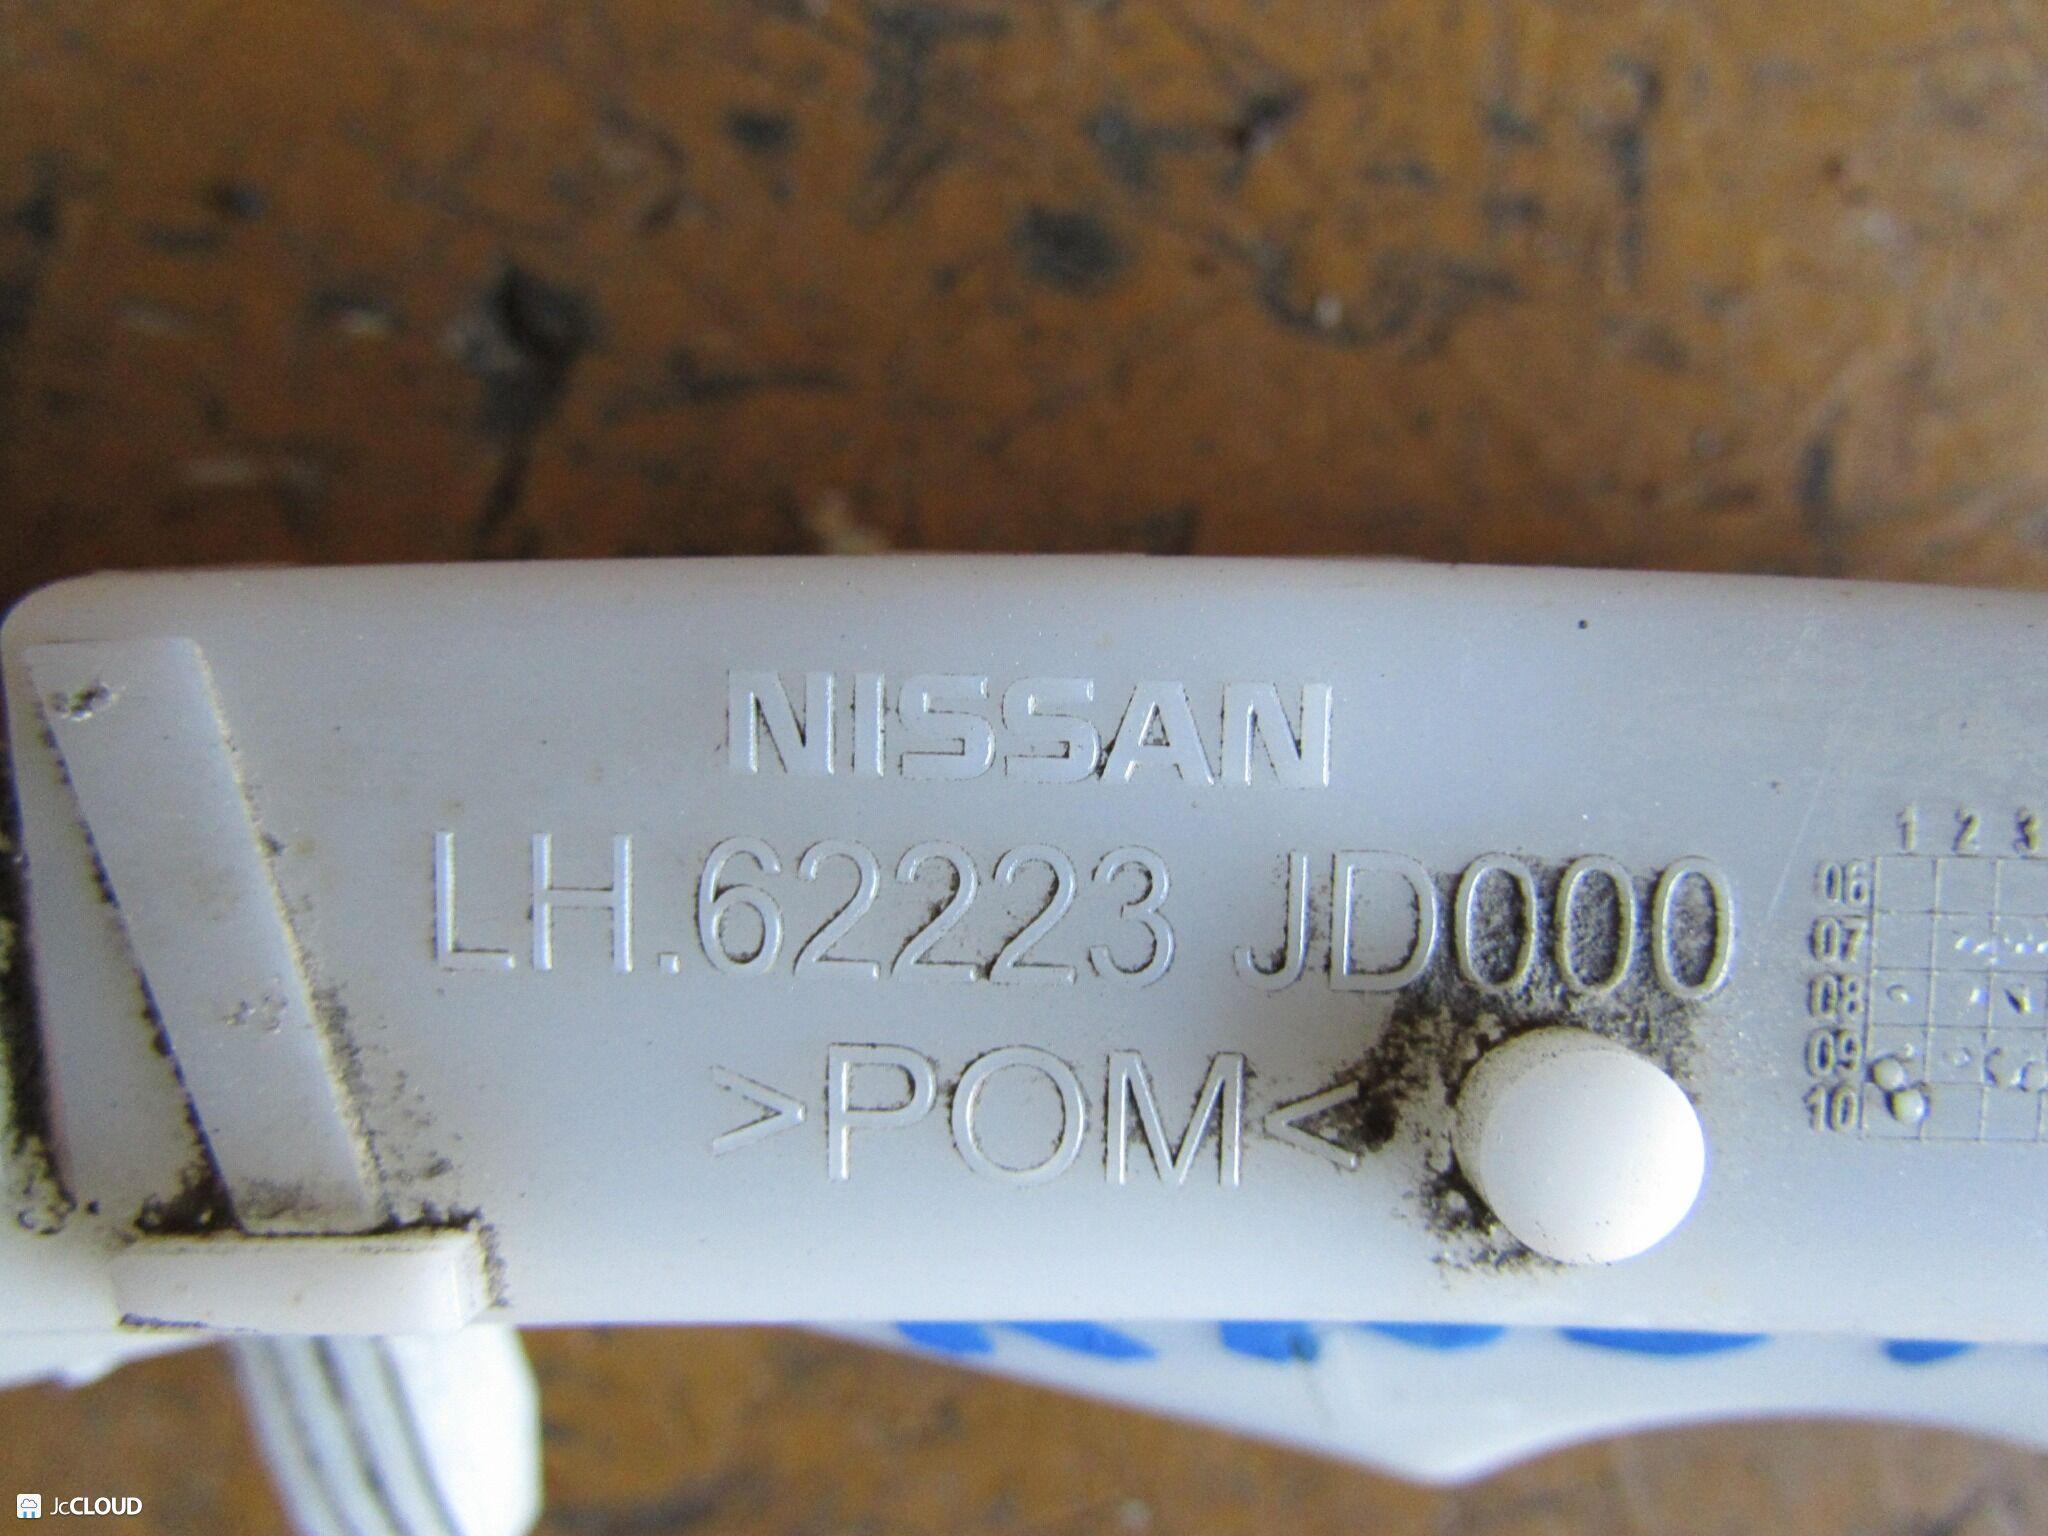 NISSAN
LH.62223 JD000
>POM<
1 2 3
06
07
08
09
10
JcCLOUD